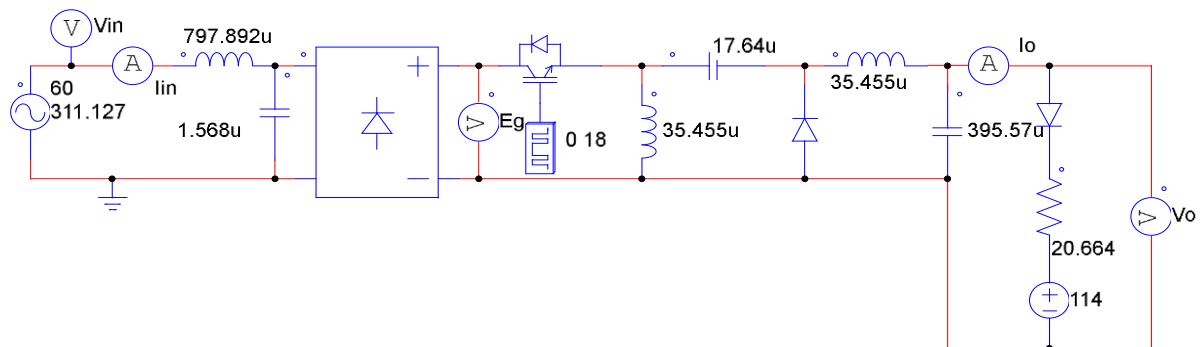 V
Vin
797.892u
17.64u
Io
A
A
60
311.127
Iin
1.568u
V
Eg
0 18
35.455u
35.455u
395.57u
V
Vo
20.664
114